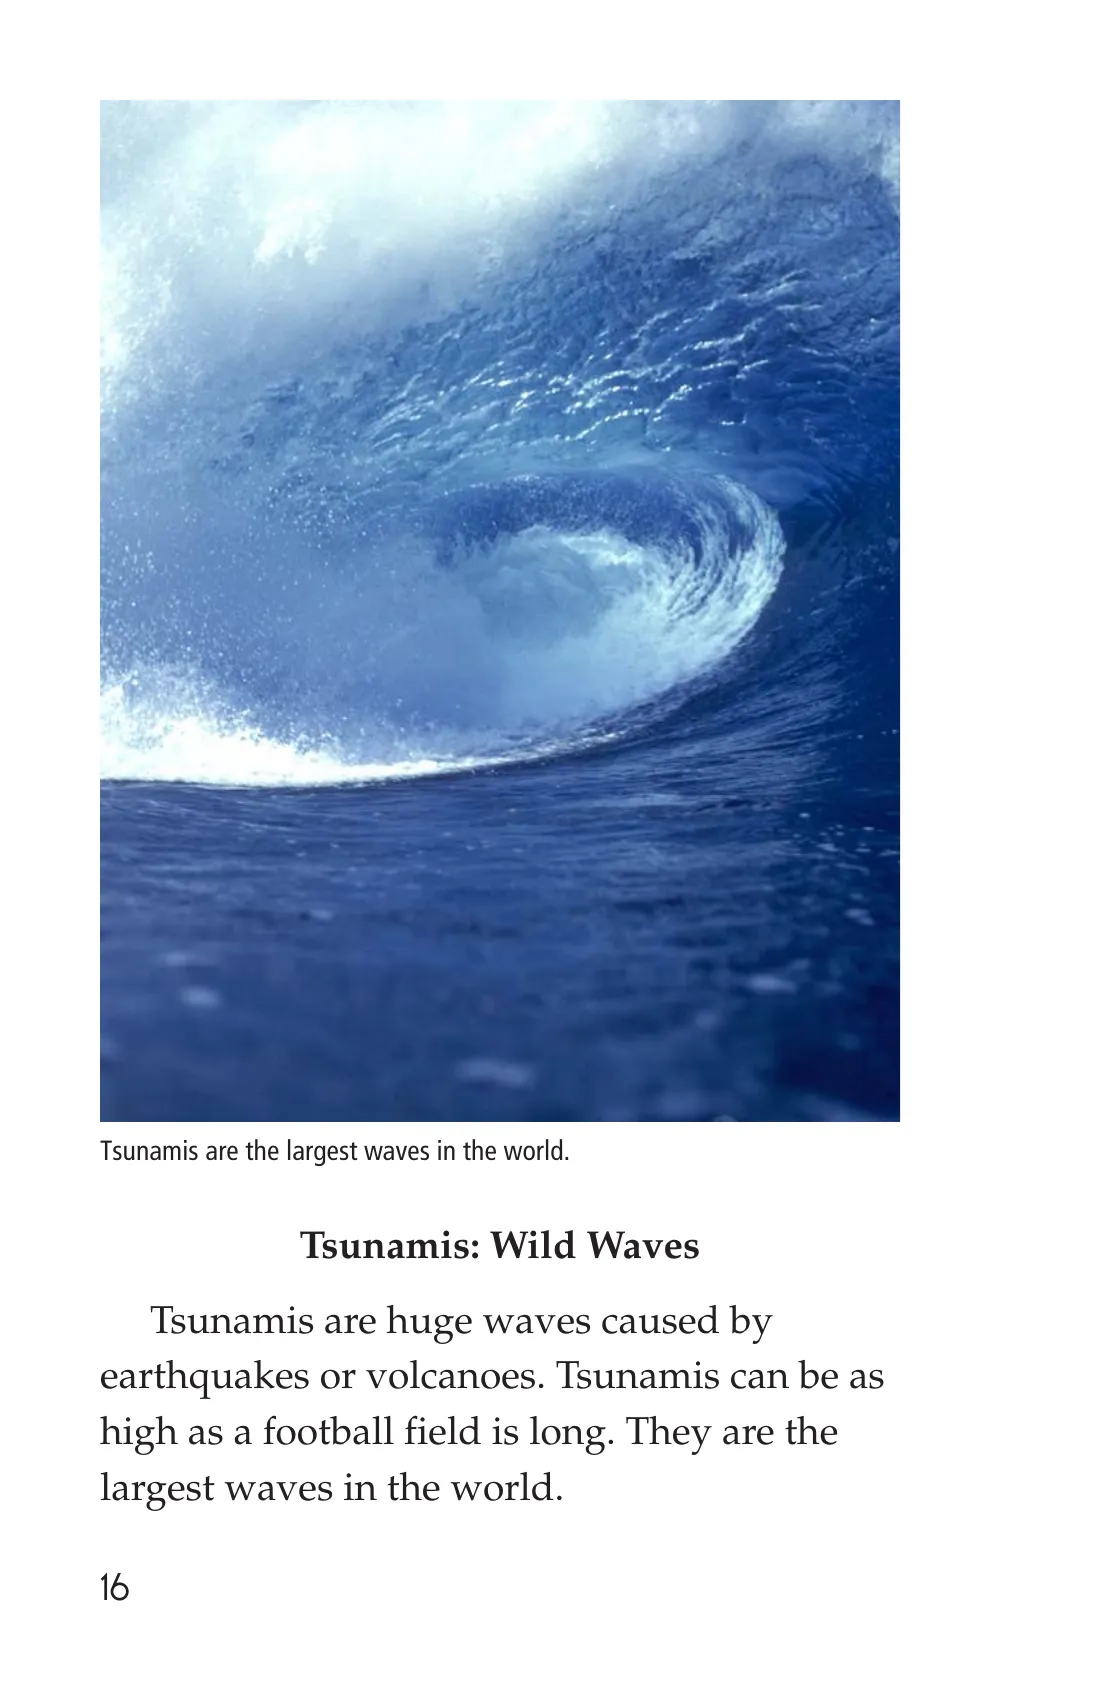 Tsunamis are the largest waves in the world.
Tsunamis: Wild Waves
Tsunamis are huge waves caused by
earthquakes or volcanoes. Tsunamis can be as
high as a football field is long. They are the
largest waves in the world.
16